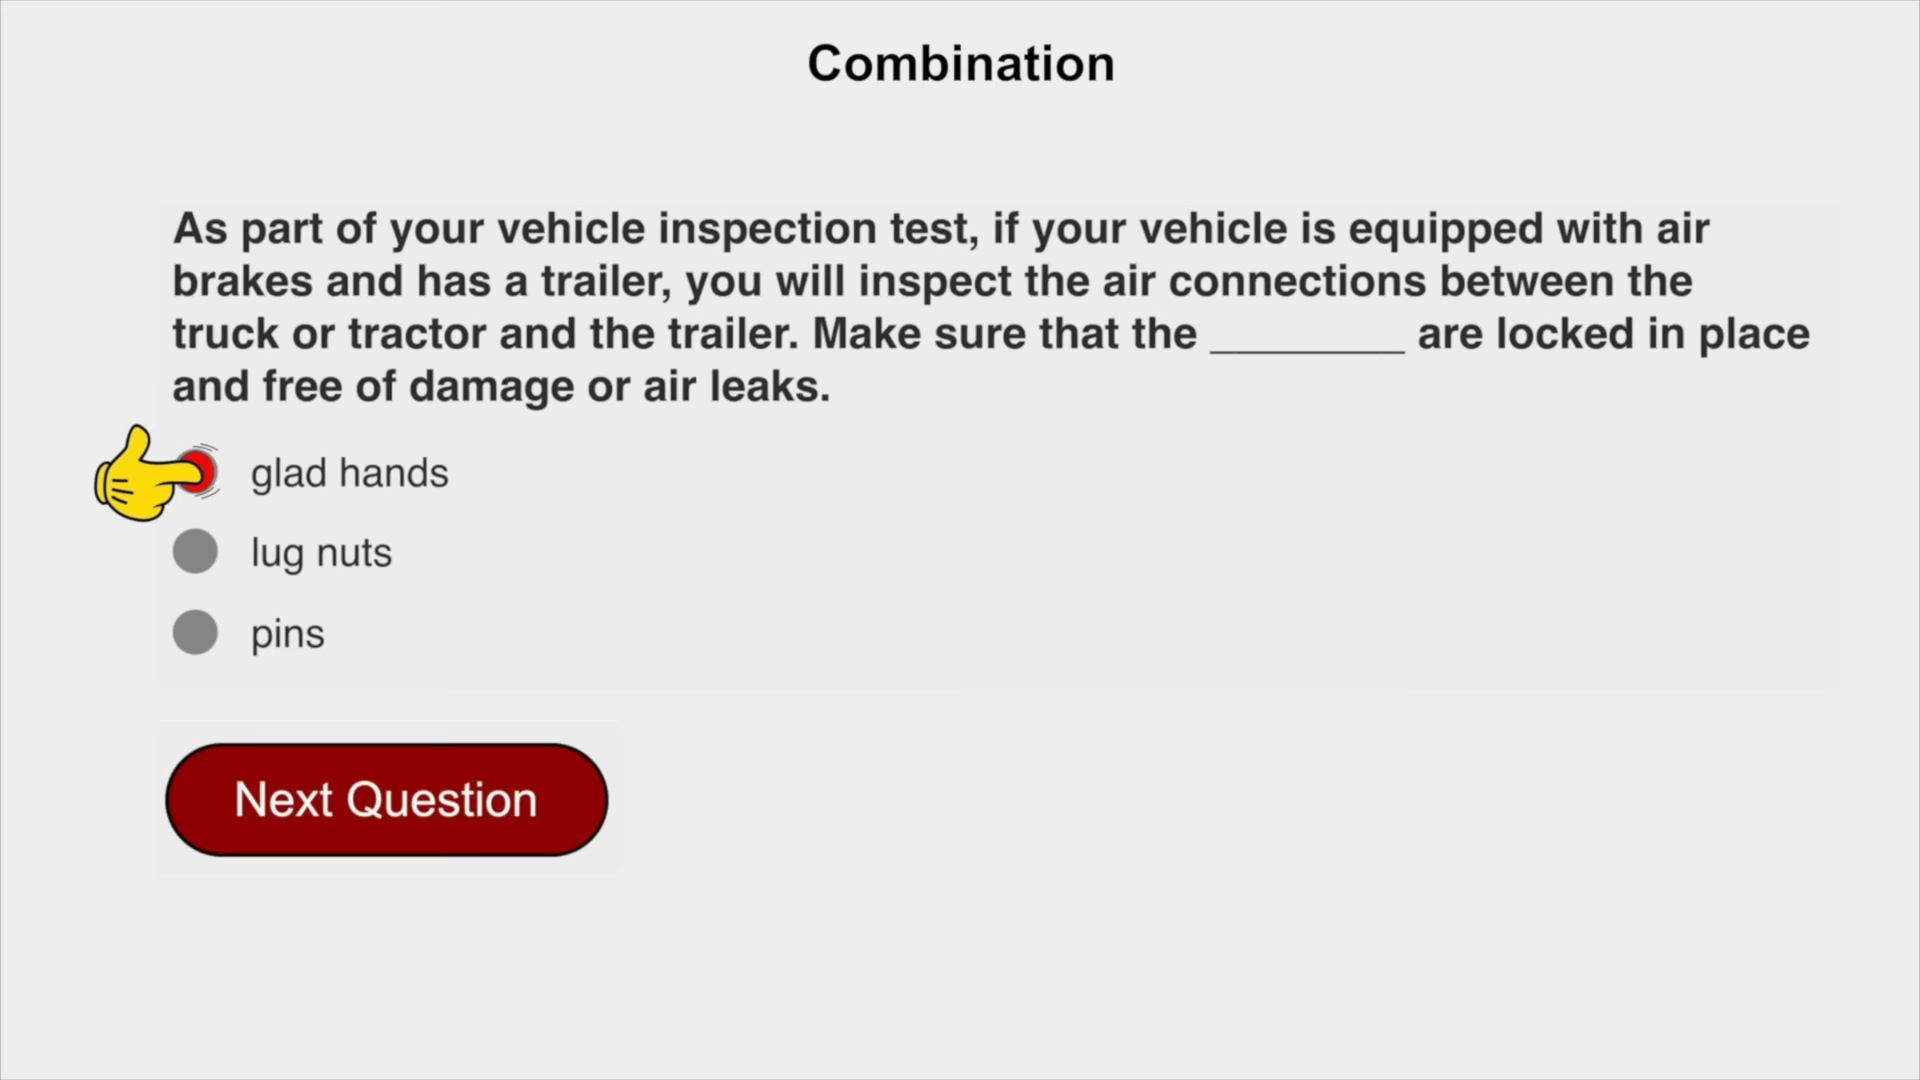 Combination
As part of your vehicle inspection test, if your vehicle is equipped with air
brakes and has a trailer, you will inspect the air connections between the
truck or tractor and the trailer. Make sure that the ________ are locked in place
and free of damage or air leaks.
glad hands
lug nuts
pins
Next Question